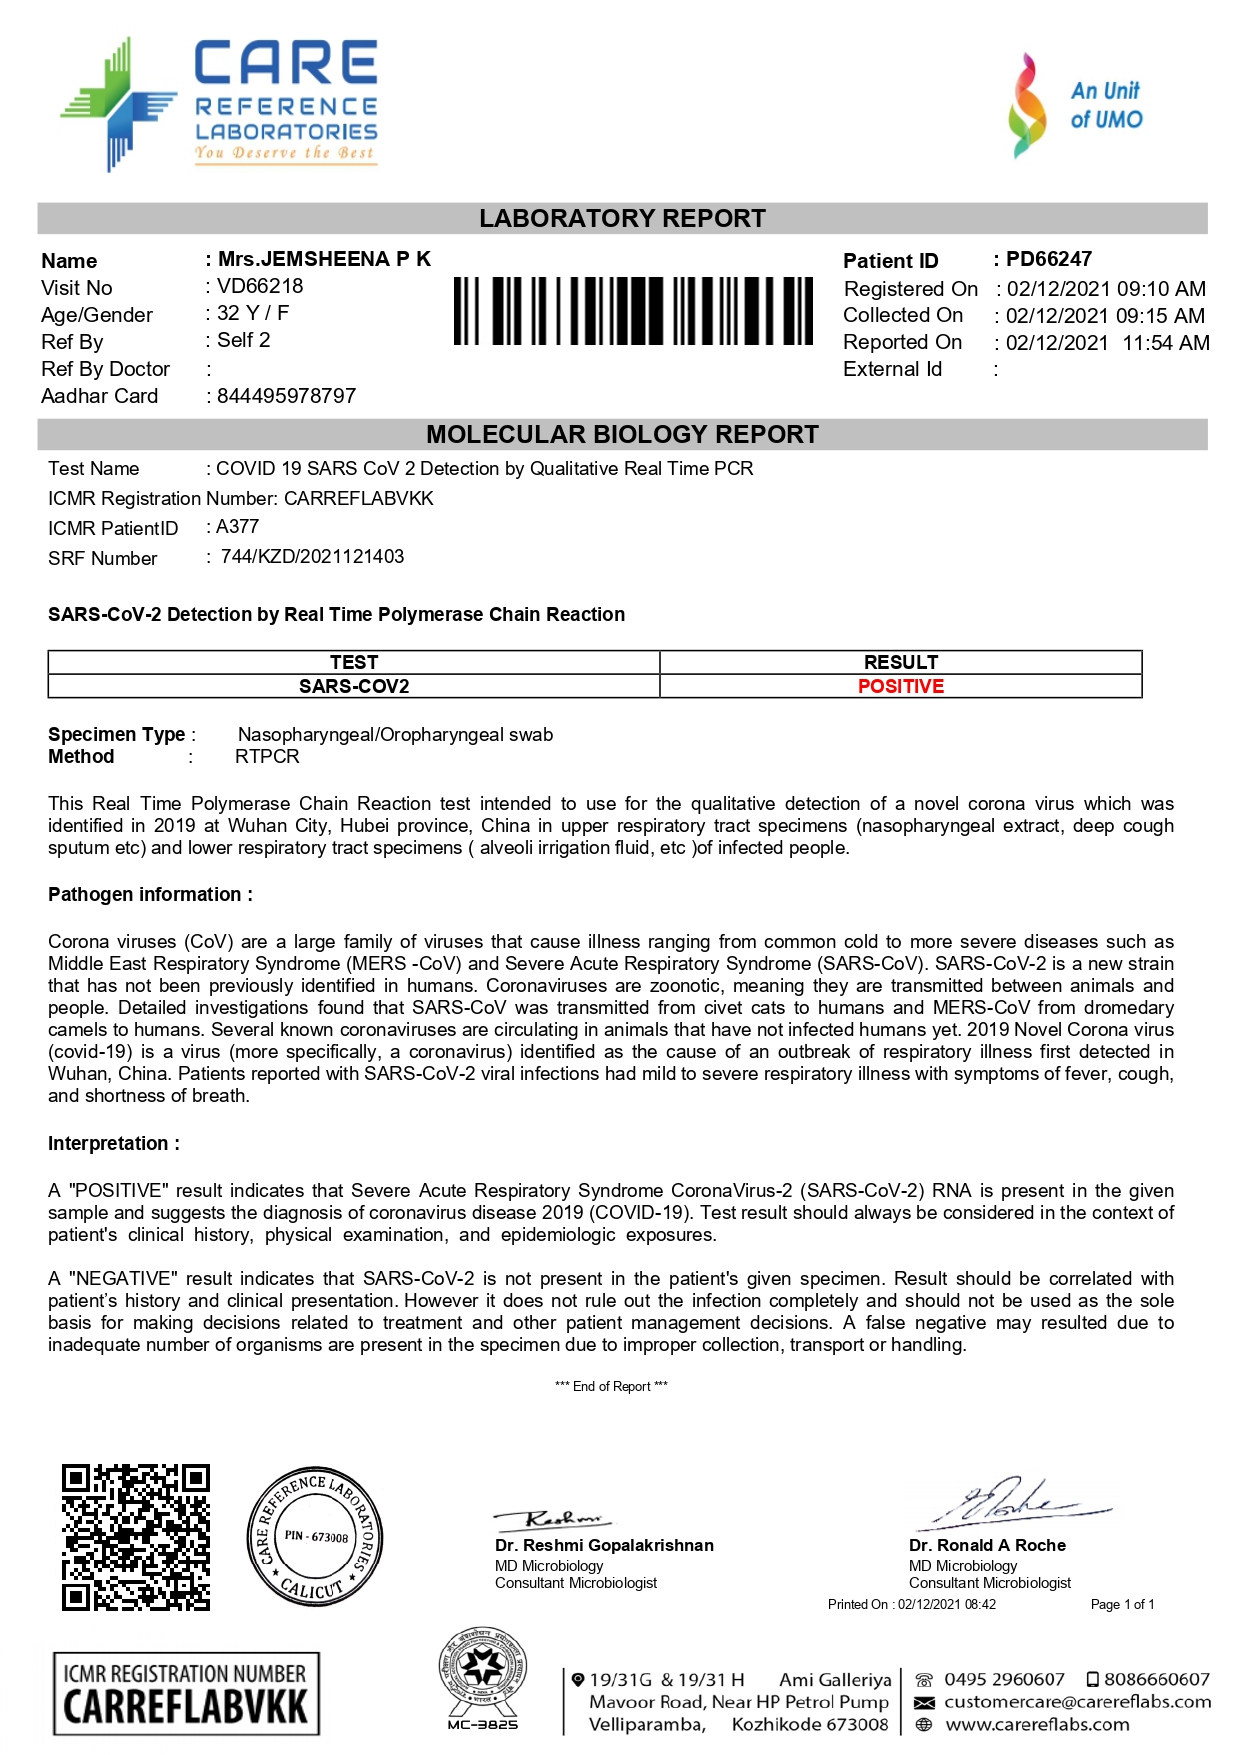 CARE
REFERENCE
LABORATORIES
You Deserve the Best
An Unit
of UMO
LABORATORY REPORT
Name : Mrs.JEMSHEENA P K
Visit No : VD66218
Age/Gender : 32 Y / F
Ref By : Self 2
Ref By Doctor :
Aadhar Card : 844495978797
Patient ID : PD66247
Registered On : 02/12/2021 09:10 AM
Collected On : 02/12/2021 09:15 AM
Reported On : 02/12/2021 11:54 AM
External Id :
MOLECULAR BIOLOGY REPORT
Test Name : COVID 19 SARS CoV 2 Detection by Qualitative Real Time PCR
ICMR Registration Number: CARREFLABVKK
ICMR PatientID : A377
SRF Number : 744/KZD/2021121403
SARS-CoV-2 Detection by Real Time Polymerase Chain Reaction
TEST RESULT
SARS-COV2 POSITIVE
Specimen Type : Nasopharyngeal/Oropharyngeal swab
Method : RTPCR
This Real Time Polymerase Chain Reaction test intended to use for the qualitative detection of a novel corona virus which was
identified in 2019 at Wuhan City, Hubei province, China in upper respiratory tract specimens (nasopharyngeal extract, deep cough
sputum etc) and lower respiratory tract specimens ( alveoli irrigation fluid, etc )of infected people.
Pathogen information :
Corona viruses (CoV) are a large family of viruses that cause illness ranging from common cold to more severe diseases such as
Middle East Respiratory Syndrome (MERS -CoV) and Severe Acute Respiratory Syndrome (SARS-CoV). SARS-CoV-2 is a new strain
that has not been previously identified in humans. Coronaviruses are zoonotic, meaning they are transmitted between animals and
people. Detailed investigations found that SARS-CoV was transmitted from civet cats to humans and MERS-CoV from dromedary
camels to humans. Several known coronaviruses are circulating in animals that have not infected humans yet. 2019 Novel Corona virus
(covid-19) is a virus (more specifically, a coronavirus) identified as the cause of an outbreak of respiratory illness first detected in
Wuhan, China. Patients reported with SARS-CoV-2 viral infections had mild to severe respiratory illness with symptoms of fever, cough,
and shortness of breath.
Interpretation :
A "POSITIVE" result indicates that Severe Acute Respiratory Syndrome CoronaVirus-2 (SARS-CoV-2) RNA is present in the given
sample and suggests the diagnosis of coronavirus disease 2019 (COVID-19). Test result should always be considered in the context of
patient's clinical history, physical examination, and epidemiologic exposures.
A "NEGATIVE" result indicates that SARS-CoV-2 is not present in the patient's given specimen. Result should be correlated with
patient’s history and clinical presentation. However it does not rule out the infection completely and should not be used as the sole
basis for making decisions related to treatment and other patient management decisions. A false negative may resulted due to
inadequate number of organisms are present in the specimen due to improper collection, transport or handling.
*** End of Report ***
CARE REFERENCE LABORATORIES
PIN - 673008
★ CALICUT ★
Reshmi
Dr. Reshmi Gopalakrishnan
MD Microbiology
Consultant Microbiologist
Roche
Dr. Ronald A Roche
MD Microbiology
Consultant Microbiologist
Printed On : 02/12/2021 08:42 Page 1 of 1
ICMR REGISTRATION NUMBER
CARREFLABVKK
MC-3825
19/31G & 19/31 H Ami Galleriya
Mavoor Road, Near HP Petrol Pump
Velliparamba, Kozhikode 673008
0495 2960607 8086660607
customercare@carereflabs.com
www.carereflabs.com